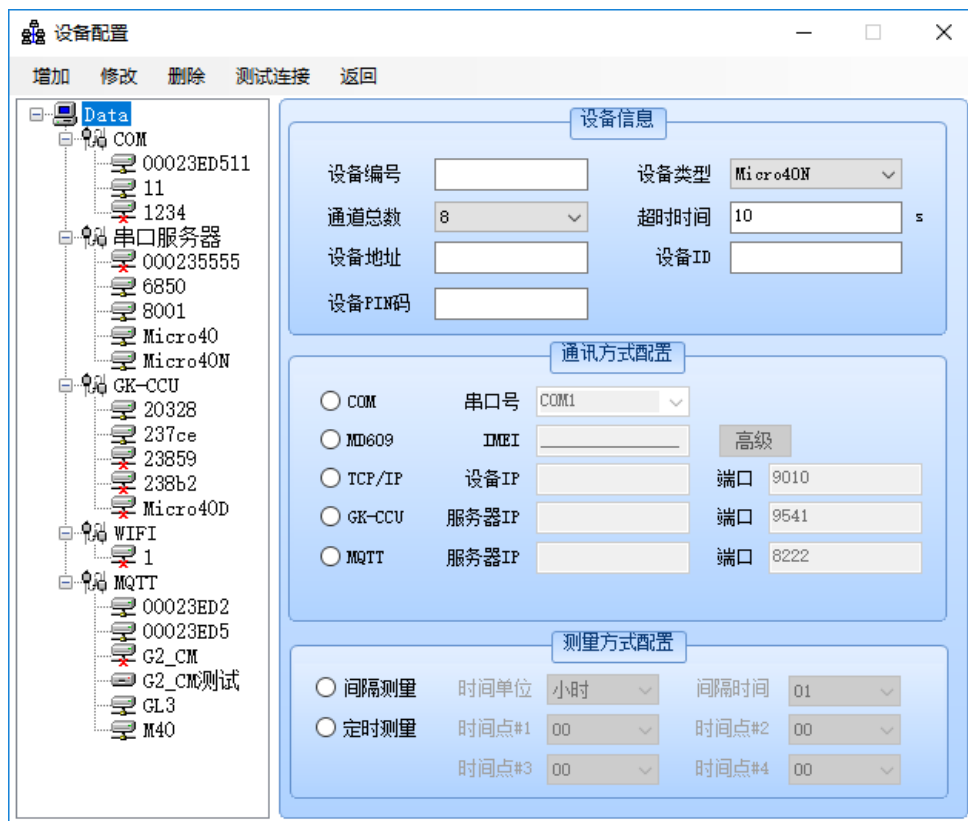 设备配置
增加 修改 删除 测试连接 返回
Data
COM
00023ED511
11
1234
串口服务器
000235555
6850
8001
Micro40
Micro40N
GK-CCU
20328
237ce
23859
238b2
Micro40D
WIFI
1
MQTT
00023ED2
00023ED5
G2_CM
G2_CM测试
GL3
M40
设备信息
设备编号 设备类型 Micro40N
通道总数 8 超时时间 10 s
设备地址 设备ID
设备PIN码
通讯方式配置
COM 串口号 COM1
MD609 IMEI 高级
TCP/IP 设备IP 端口 9010
GK-CCU 服务器IP 端口 9541
MQTT 服务器IP 端口 8222
测量方式配置
间隔测量 时间单位 小时 间隔时间 01
定时测量 时间点#1 00 时间点#2 00
时间点#3 00 时间点#4 00